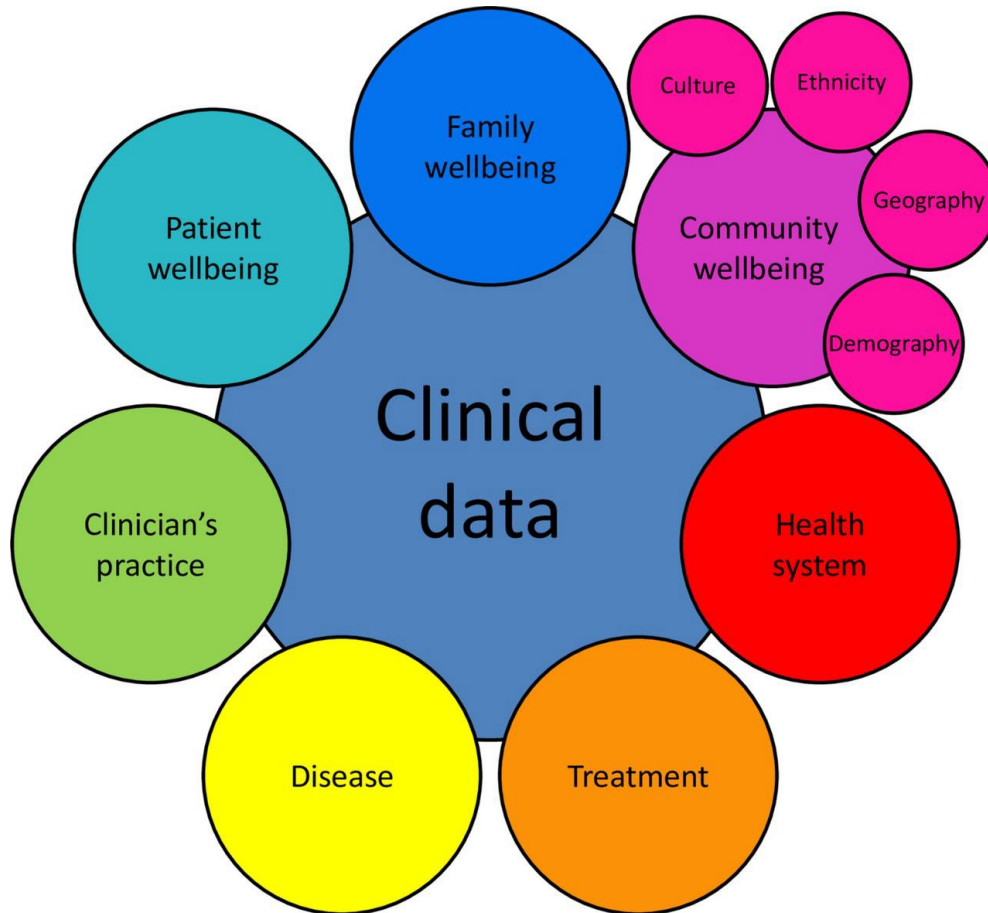 Family
wellbeing
Culture
Ethnicity
Geography
Demography
Community
wellbeing
Patient
wellbeing
Clinical
data
Clinician’s
practice
Health
system
Disease
Treatment